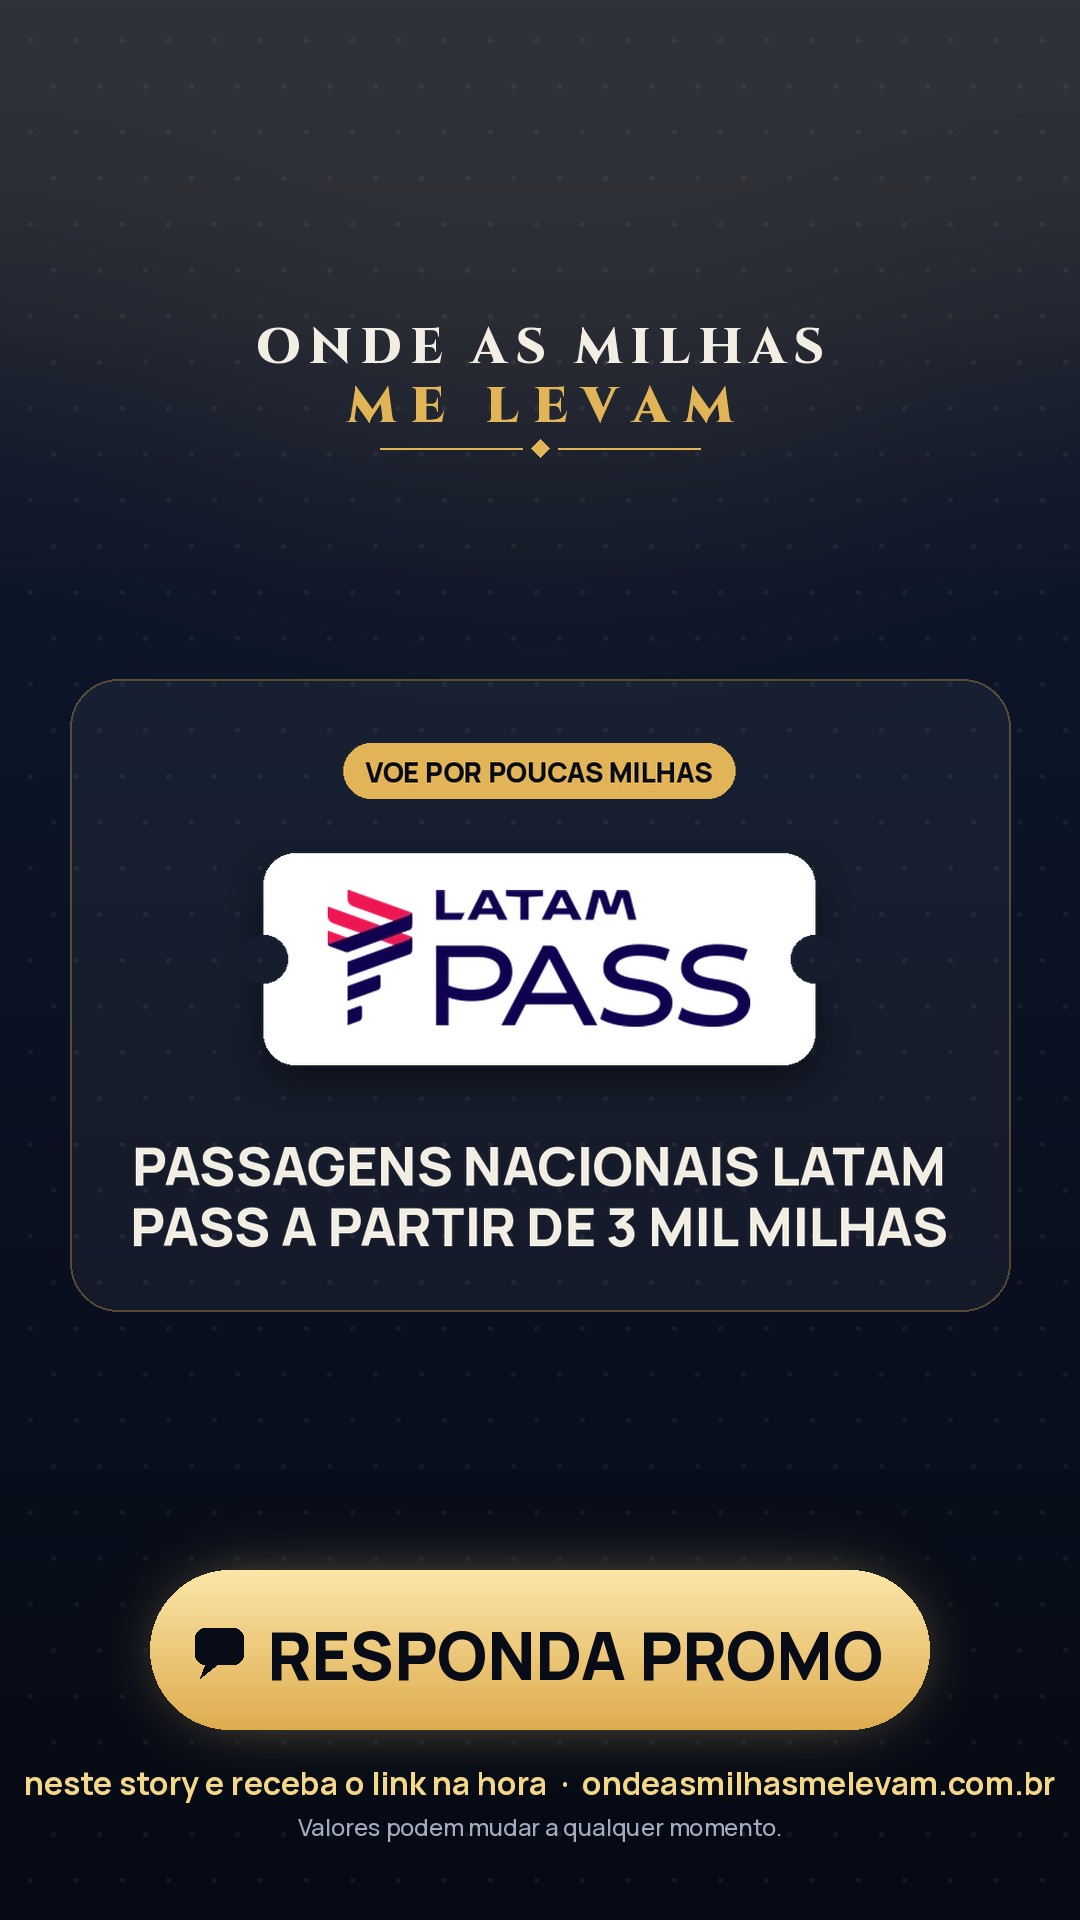 ONDE AS MILHAS
ME LEVAM
VOE POR POUCAS MILHAS
LATAM
PASS
PASSAGENS NACIONAIS LATAM
PASS A PARTIR DE 3 MIL MILHAS
RESPONDA PROMO
neste story e receba o link na hora · ondeasmilhasmelevam.com.br
Valores podem mudar a qualquer momento.